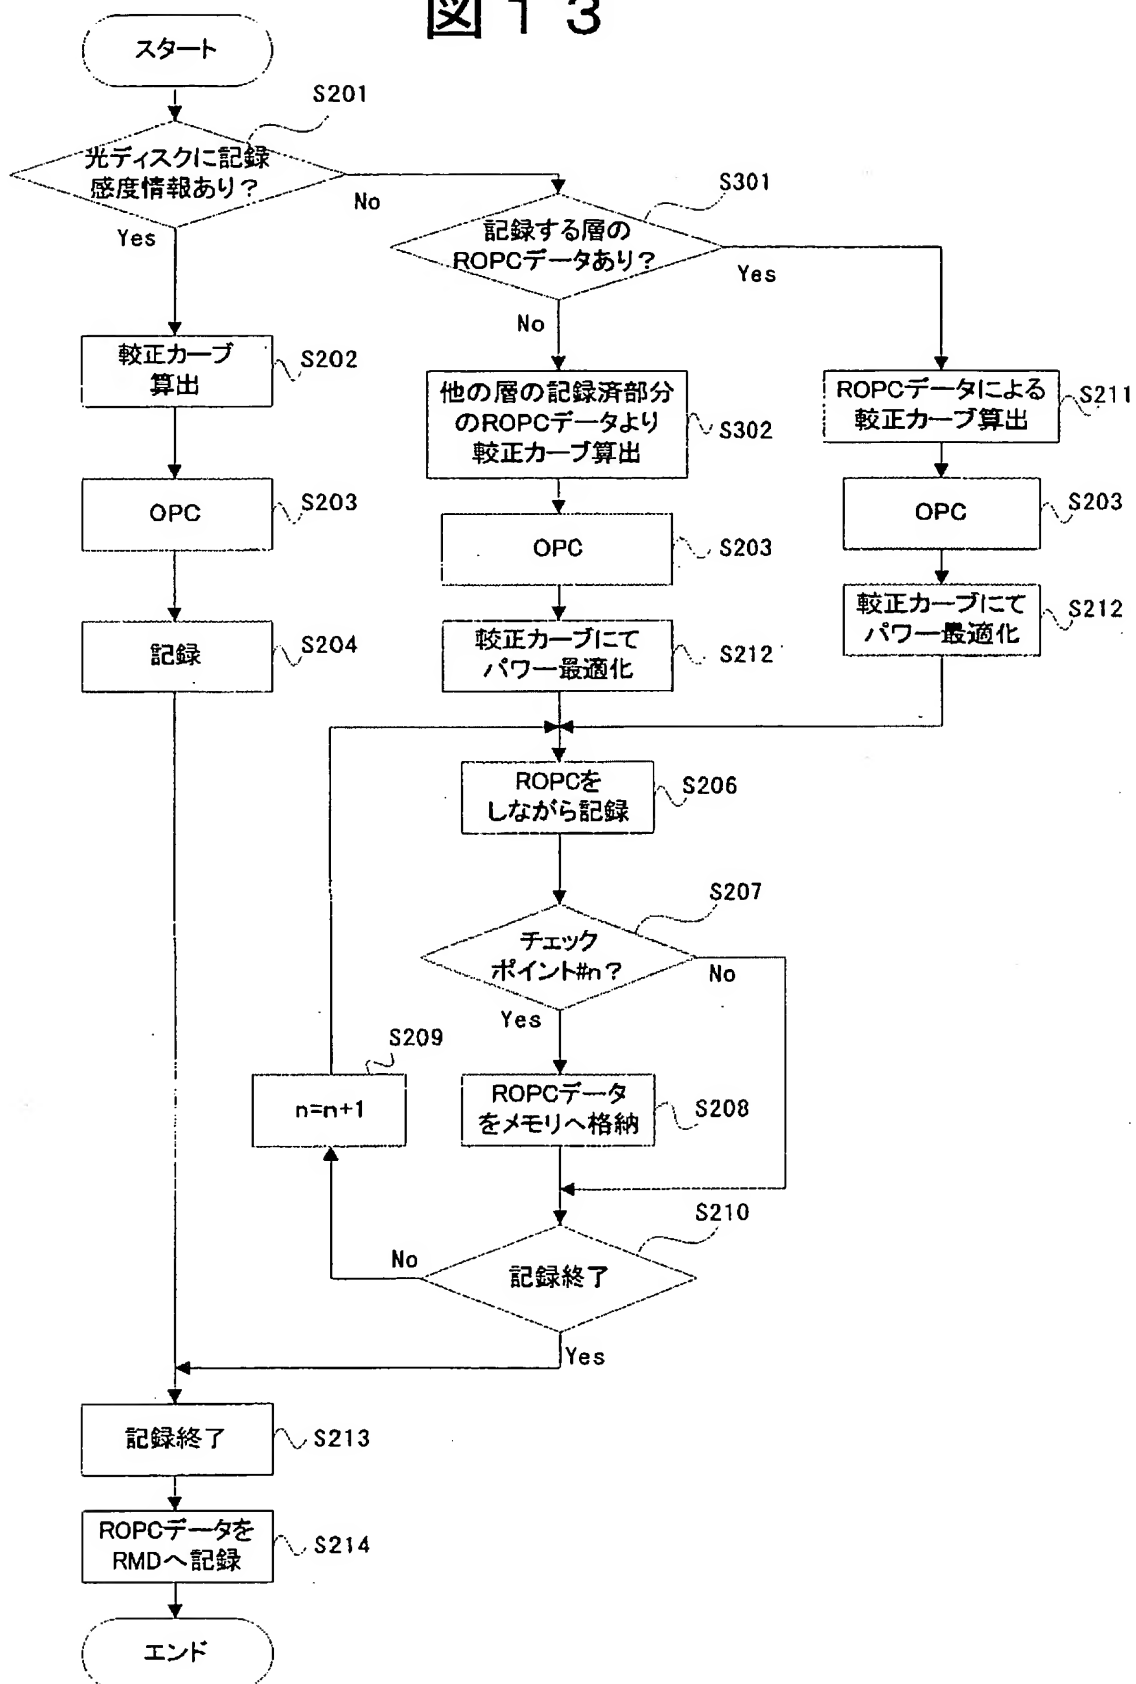 図13
スタート
S201
光ディスクに記録
感度情報あり?
No
Yes
S301
記録する層の
ROPCデータあり?
Yes
No
較正カーブ
算出
S202
他の層の記録済部分
のROPCデータより
較正カーブ算出
S302
ROPCデータによる
較正カーブ算出
S211
OPC
S203
OPC
S203
OPC
S203
記録
S204
較正カーブにて
パワー最適化
S212
較正カーブにて
パワー最適化
S212
ROPCを
しながら記録
S206
S207
チェック
ポイント#n?
No
Yes
S209
n=n+1
ROPCデータ
をメモリへ格納
S208
S210
No
記録終了
Yes
記録終了
S213
ROPCデータを
RMDへ記録
S214
エンド